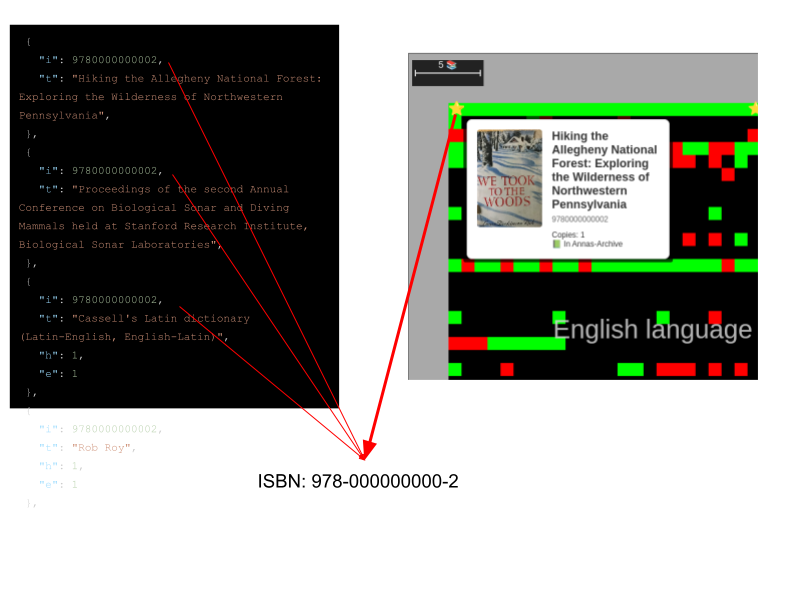 {
"i": 9780000000002,
"t": "Hiking the Allegheny National Forest:
Exploring the Wilderness of Northwestern
Pennsylvania",
},
{
"i": 9780000000002,
"t": "Proceedings of the second Annual
Conference on Biological Sonar and Diving
Mammals held at Stanford Research Institute,
Biological Sonar Laboratories",
},
{
"i": 9780000000002,
"t": "Cassell's Latin dictionary
(Latin-English, English-Latin)",
"h": 1,
"e": 1
},
{
"i": 9780000000002,
"t": "Rob Roy",
"h": 1,
"e": 1
},
5
Hiking the
Allegheny National
Forest: Exploring
the Wilderness of
Northwestern
Pennsylvania
9780000000002
Copies: 1
In Annas-Archive
WE TOOK
TO THE
WOODS
English language
ISBN: 978-000000000-2